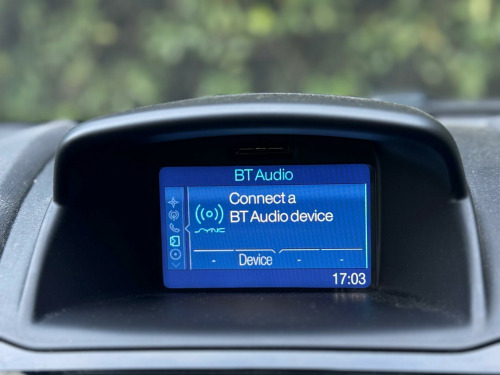 BT Audio
Connect a
BT Audio device
SYNC
- Device - -
17:03